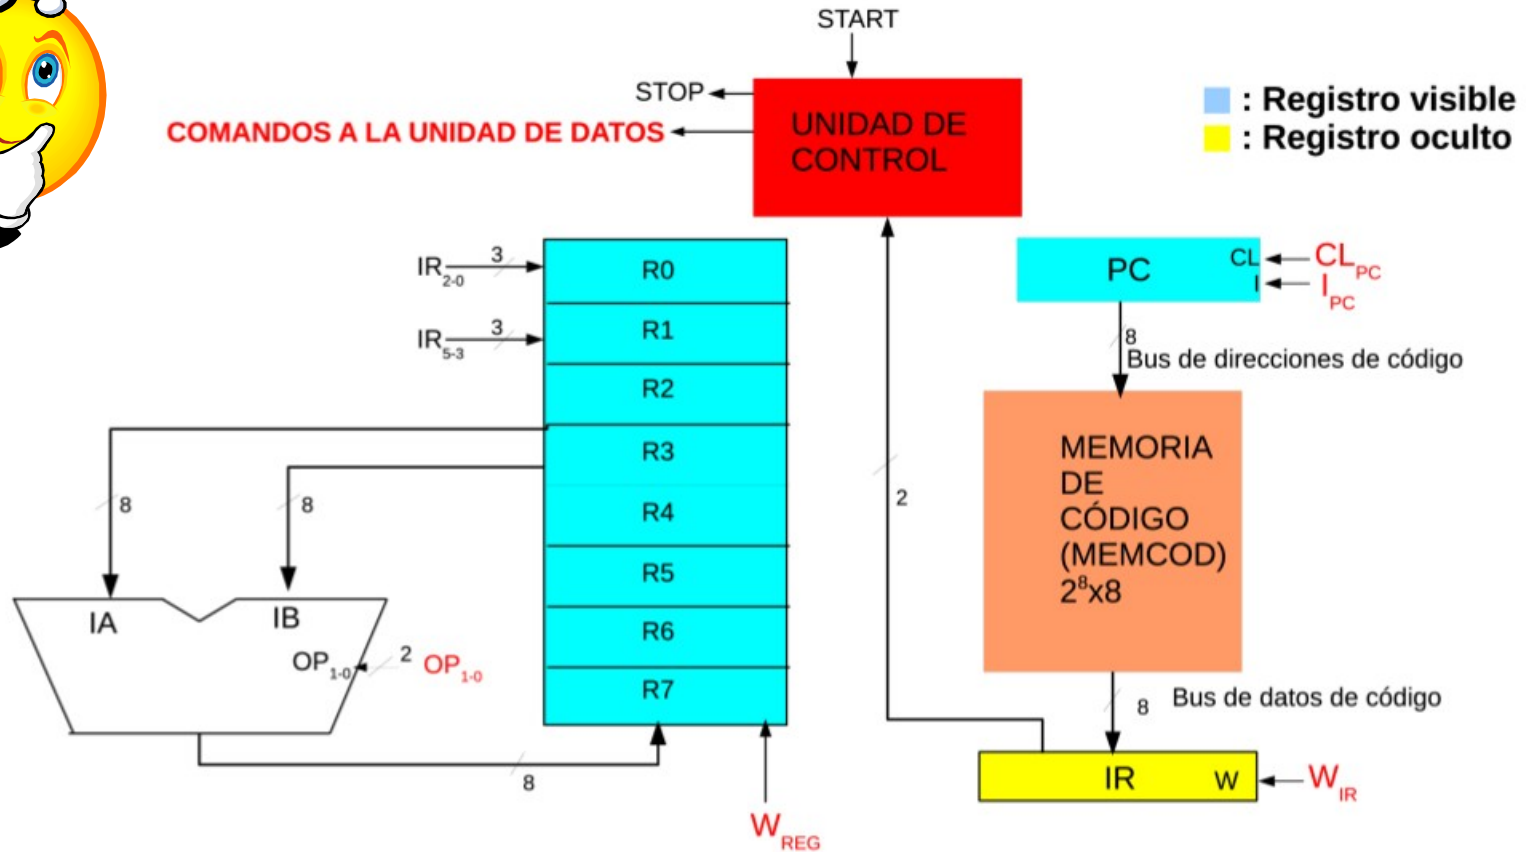 START
STOP
COMANDOS A LA UNIDAD DE DATOS
UNIDAD DE
CONTROL
: Registro visible
: Registro oculto
IR2-0
3
IR5-3
3
R0
R1
R2
R3
R4
R5
R6
R7
PC
CL
I
CLPC
IPC
8
Bus de direcciones de código
MEMORIA
DE
CÓDIGO
(MEMCOD)
2⁸x8
8
8
2
IA
IB
OP1-0
2
OP1-0
8
WREG
8
Bus de datos de código
IR
W
WIR